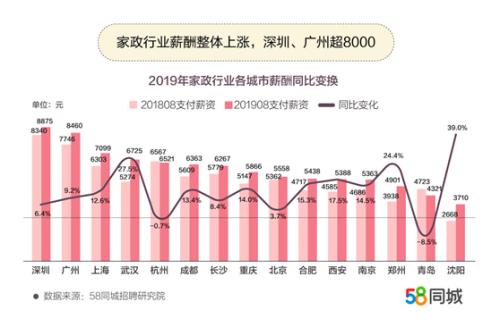 家政行业薪酬整体上涨，深圳、广州超8000
2019年家政行业各城市薪酬同比变换
单位：元
201808支付薪资 201908支付薪资 同比变化
8340 8875 7746 8460 6303 7099 5274 6725 6567 6521 5609 6363 5779 6267 5147 5866 5362 5558 4717 5438 4585 5388 4686 5363 3938 4901 4723 4321 2668 3710
6.4% 9.2% 12.6% 27.5% -0.7% 13.4% 8.4% 14.0% 3.7% 15.3% 17.5% 14.5% 24.4% -8.5% 39.0%
深圳 广州 上海 武汉 杭州 成都 长沙 重庆 北京 合肥 西安 南京 郑州 青岛 沈阳
数据来源：58同城招聘研究院
58同城